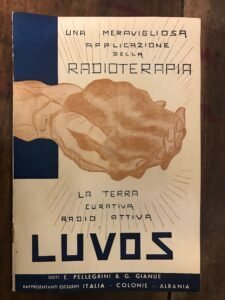 UNA MERAVIGLIOSA
APPLICAZIONE
DELLA
RADIOTERAPIA
LA TERRA
CURATIVA
RADIO ATTIVA
LUVOS
DOTT. E. PELLEGRINI & G. GIANUÈ
RAPPRESENTANTI ESCLUSIVI ITALIA - COLONIE - ALBANIA